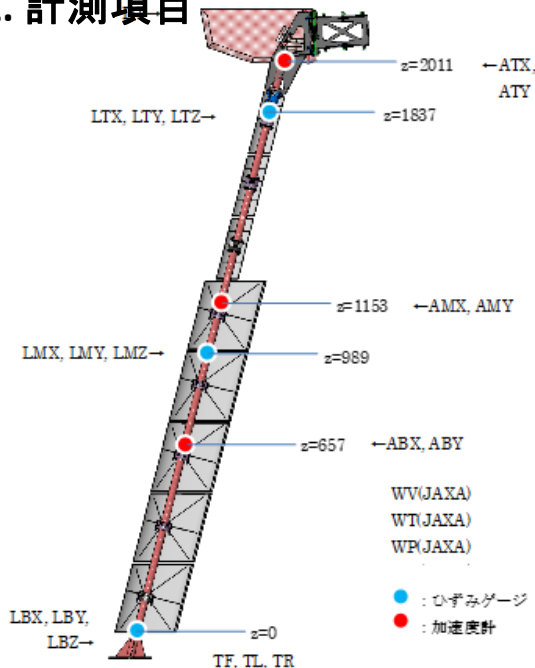 計測項目
z=2011 ←ATX,
ATY
LTX, LTY, LTZ→
z=1837
z=1153 ←AMX, AMY
LMX, LMY, LMZ→
z=989
z=657 ←ABX, ABY
WV(JAXA)
WT(JAXA)
WP(JAXA)
：ひずみゲージ
：加速度計
LBX, LBY,
LBZ→
z=0
TF, TL, TR